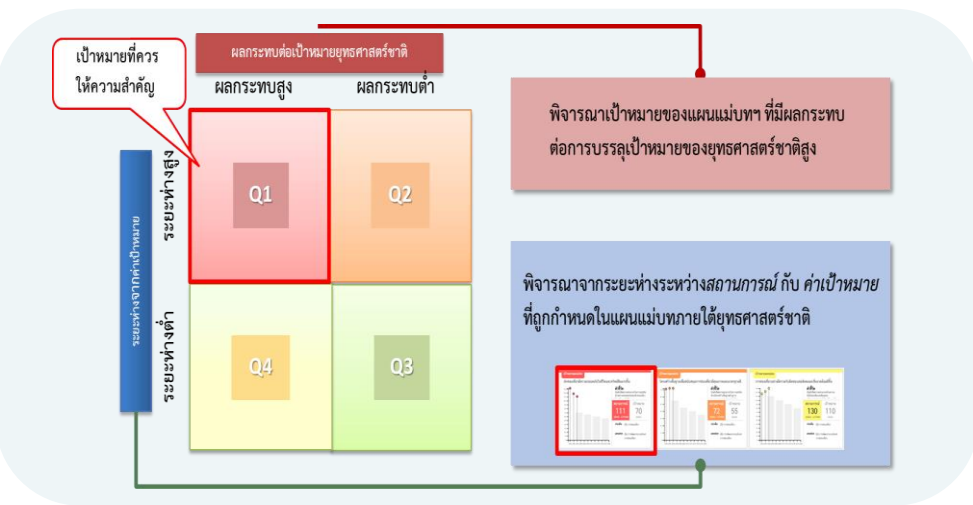 เป้าหมายที่ควร
ให้ความสำคัญ
ผลกระทบต่อเป้าหมายยุทธศาสตร์ชาติ
ผลกระทบสูง
ผลกระทบต่ำ
ระยะห่างจากค่าเป้าหมาย
ระยะห่างสูง
ระยะห่างต่ำ
Q1
Q2
Q4
Q3
พิจารณาเป้าหมายของแผนแม่บทฯ ที่มีผลกระทบ
ต่อการบรรลุเป้าหมายของยุทธศาสตร์ชาติสูง
พิจารณาจากระยะห่างระหว่างสถานการณ์ กับ ค่าเป้าหมาย
ที่ถูกกำหนดในแผนแม่บทภายใต้ยุทธศาสตร์ชาติ
111 70
72 55
130 110